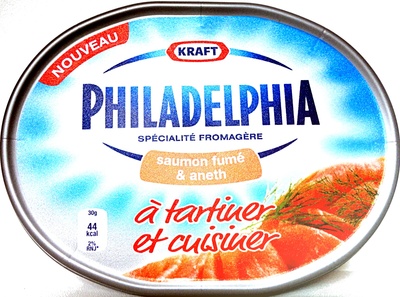 NOUVEAU
KRAFT
PHILADELPHIA
SPÉCIALITÉ FROMAGÈRE
saumon fumé
& aneth
à tartiner
et cuisiner
30g
44
kcal
2%
RNJ*